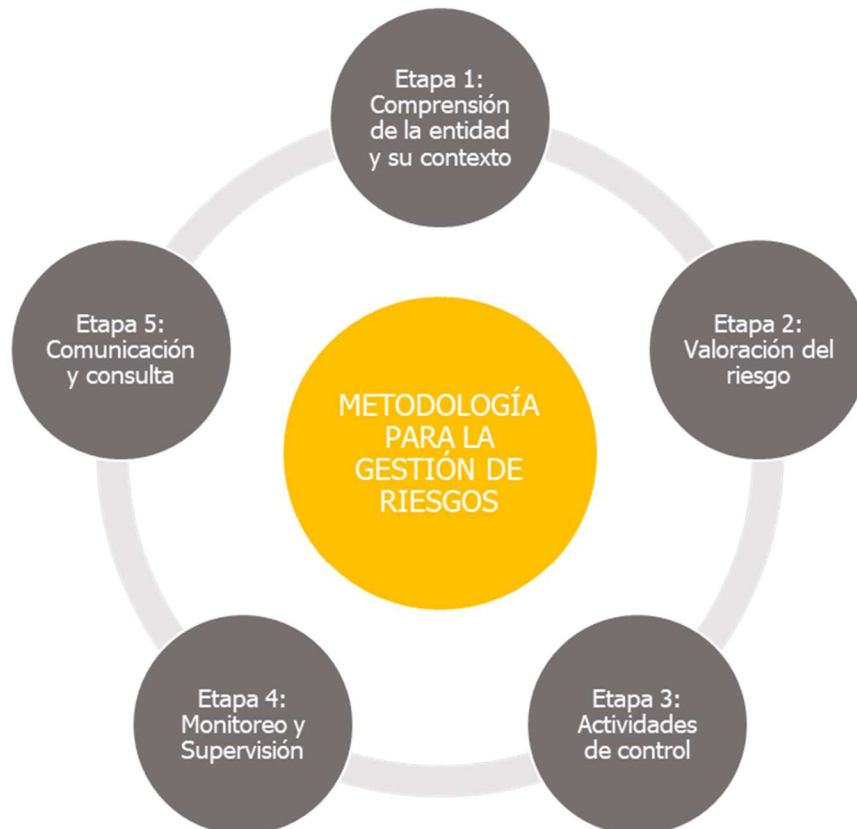 Etapa 1:
Comprensión
de la entidad
y su contexto
Etapa 2:
Valoración del
riesgo
Etapa 3:
Actividades
de control
Etapa 4:
Monitoreo y
Supervisión
Etapa 5:
Comunicación
y consulta
METODOLOGÍA
PARA LA
GESTIÓN DE
RIESGOS